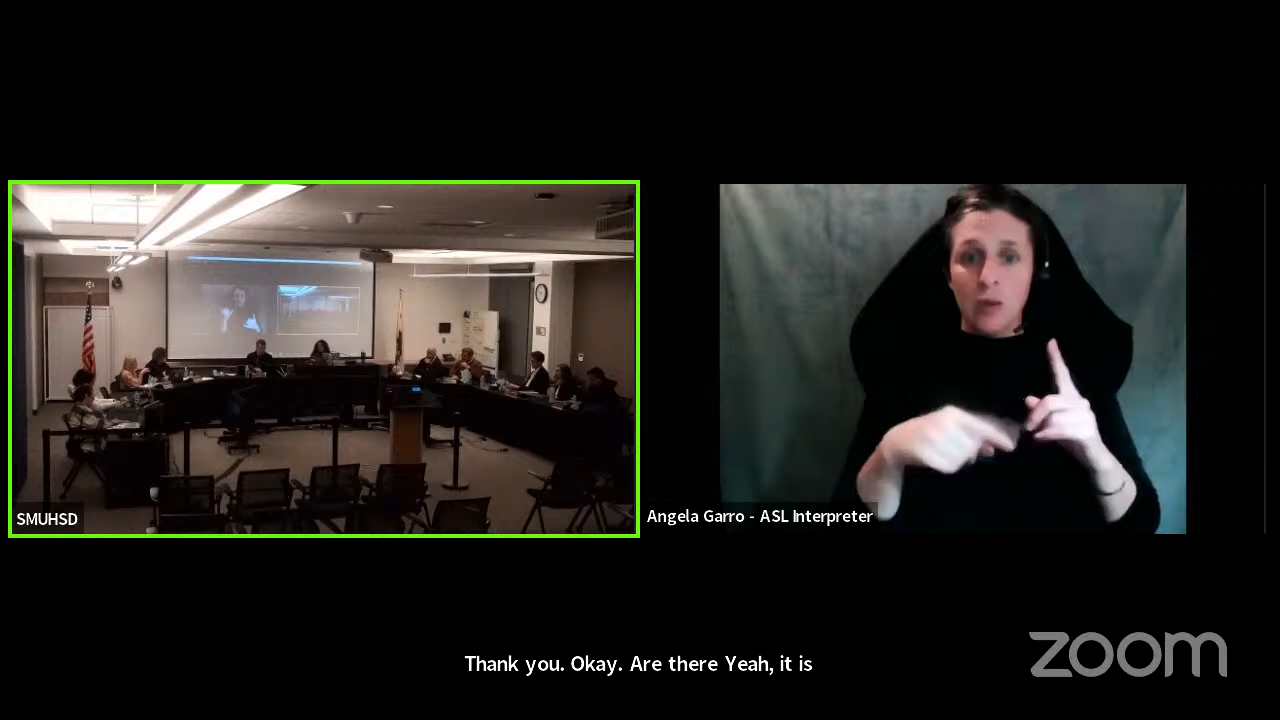 SMUHSD
Angela Garro - ASL Interpreter
Thank you. Okay. Are there Yeah, it is
zoom